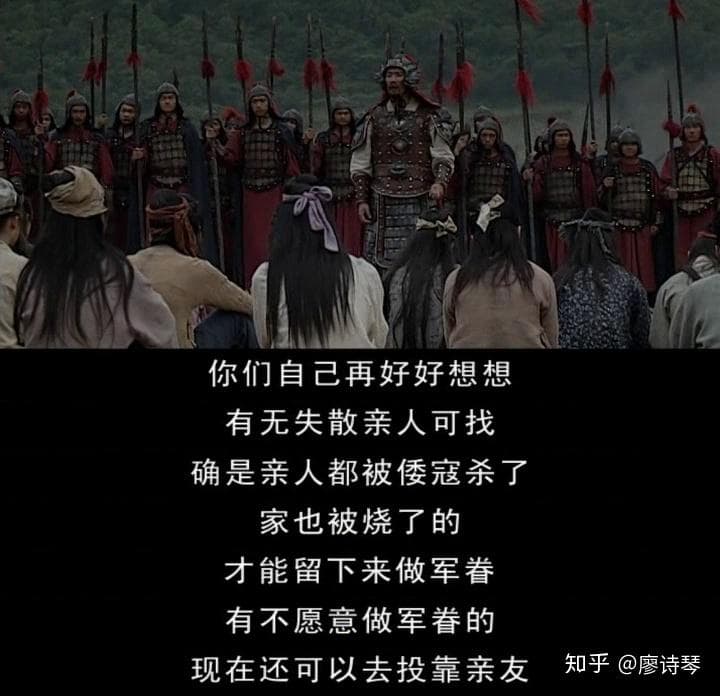 你们自己再好好想想
有无失散亲人可找
确是亲人都被倭寇杀了
家也被烧了的
才能留下来做军眷
有不愿意做军眷的
现在还可以去投靠亲友
知乎 @廖诗琴